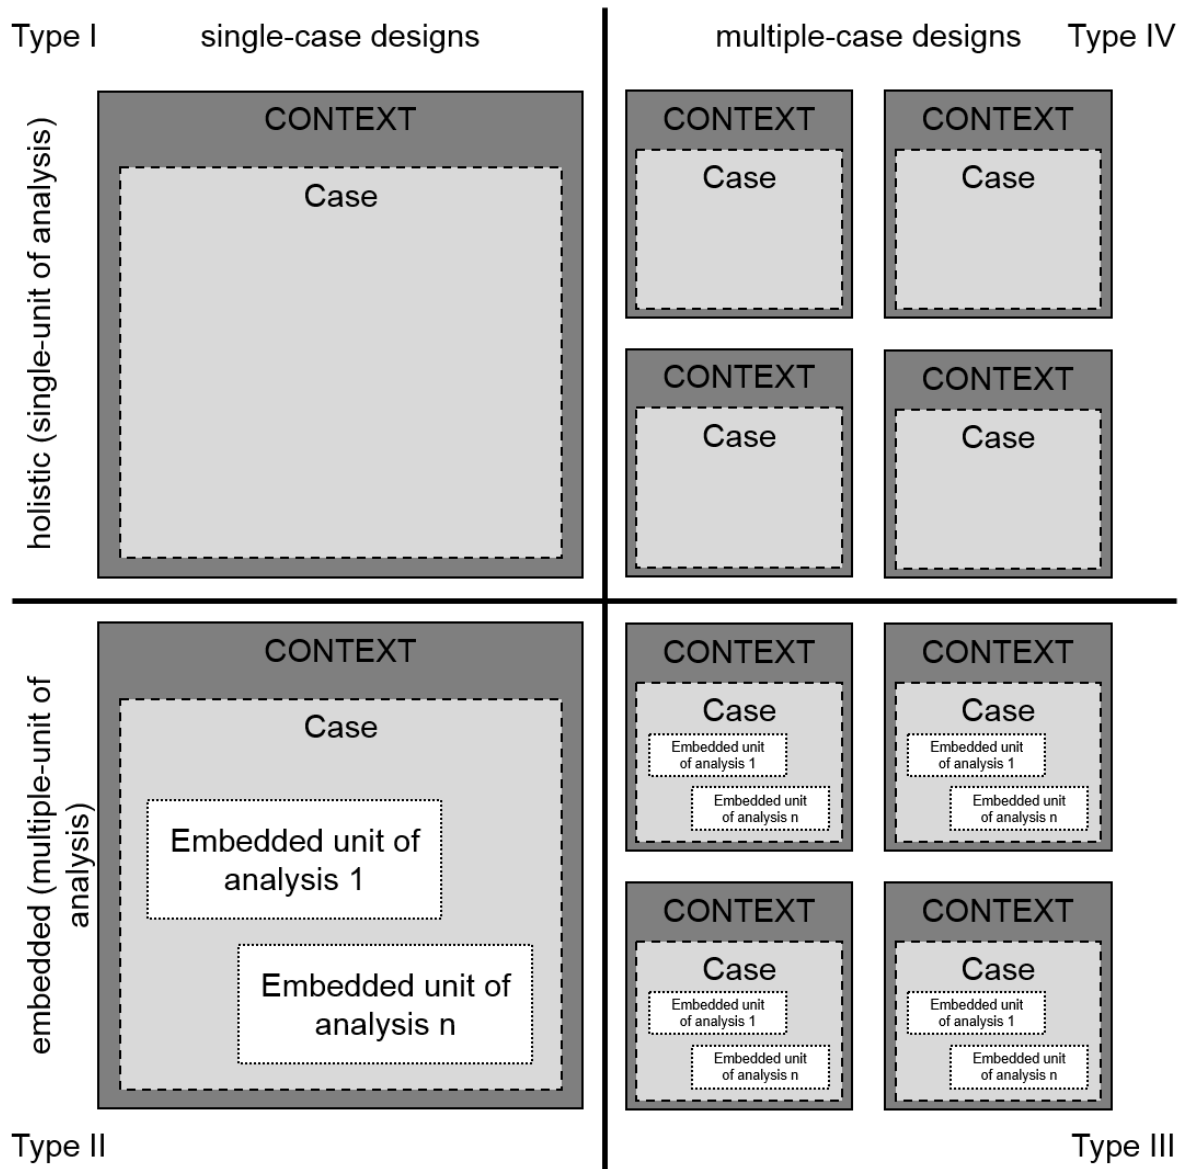 Type I
single-case designs
multiple-case designs
Type IV
holistic (single-unit of analysis)
CONTEXT
Case
CONTEXT
Case
CONTEXT
Case
CONTEXT
Case
CONTEXT
Case
embedded (multiple-unit of
analysis)
CONTEXT
Case
Embedded unit of
analysis 1
Embedded unit of
analysis n
CONTEXT
Case
Embedded unit
of analysis 1
Embedded unit
of analysis n
CONTEXT
Case
Embedded unit
of analysis 1
Embedded unit
of analysis n
CONTEXT
Case
Embedded unit
of analysis 1
Embedded unit
of analysis n
CONTEXT
Case
Embedded unit
of analysis 1
Embedded unit
of analysis n
Type II
Type III